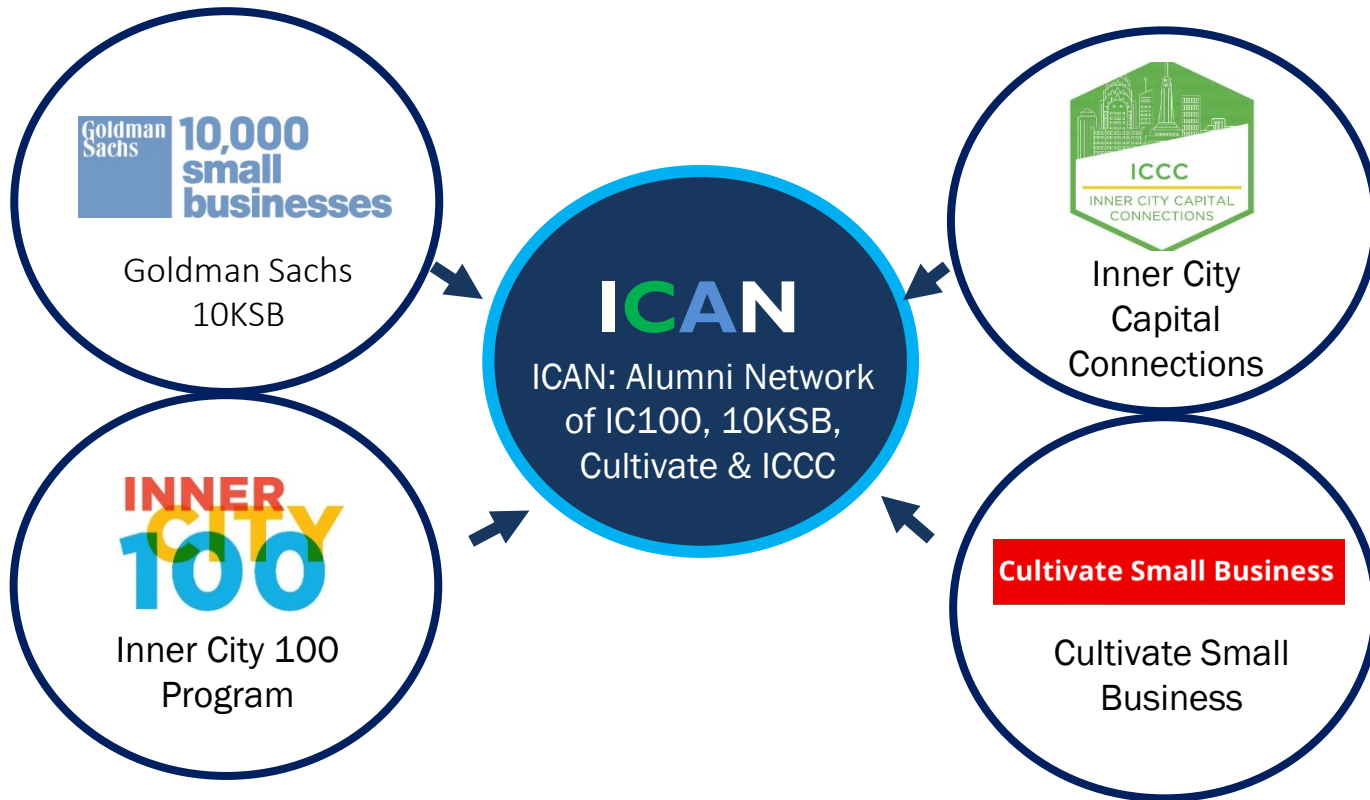 Goldman
Sachs
10,000
small
businesses
Goldman Sachs
10KSB
INNER
CITY
100
Inner City 100
Program
ICAN
ICAN: Alumni Network
of IC100, 10KSB,
Cultivate & ICCC
ICCC
INNER CITY CAPITAL
CONNECTIONS
Inner City
Capital
Connections
Cultivate Small Business
Cultivate Small
Business